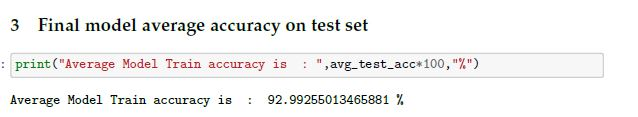 3 Final model average accuracy on test set
: print("Average Model Train accuracy is : ",avg_test_acc*100,"%")
Average Model Train accuracy is : 92.99255013465881 %